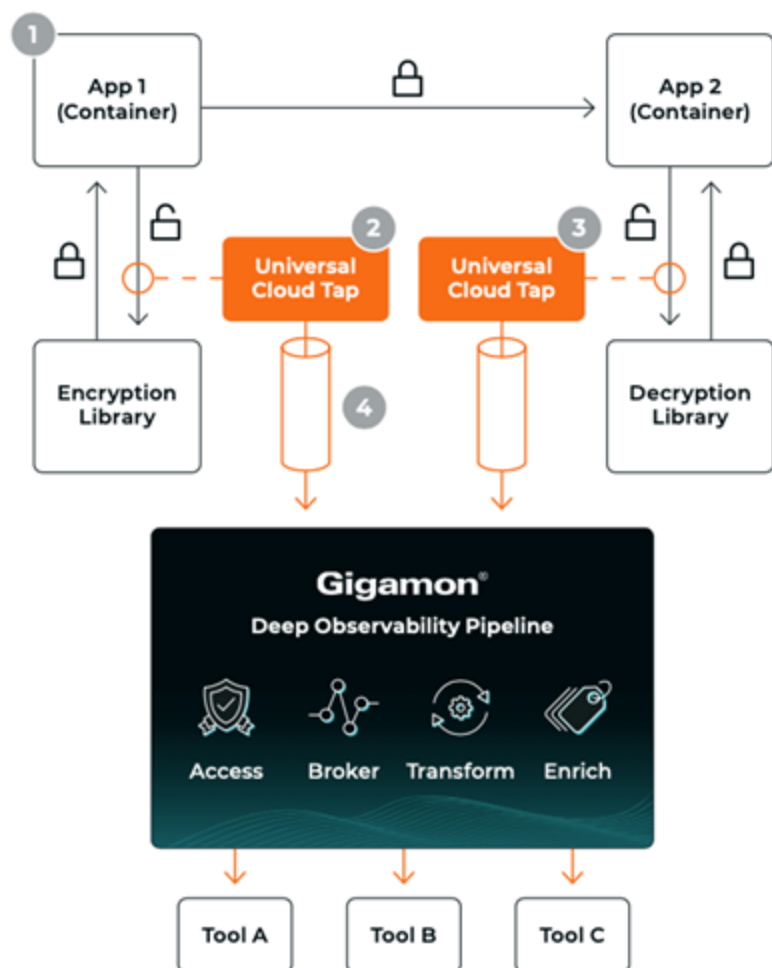 1
App 1
(Container)
App 2
(Container)
2
Universal
Cloud Tap
3
Universal
Cloud Tap
Encryption
Library
4
Decryption
Library
Gigamon®
Deep Observability Pipeline
Access
Broker
Transform
Enrich
Tool A
Tool B
Tool C